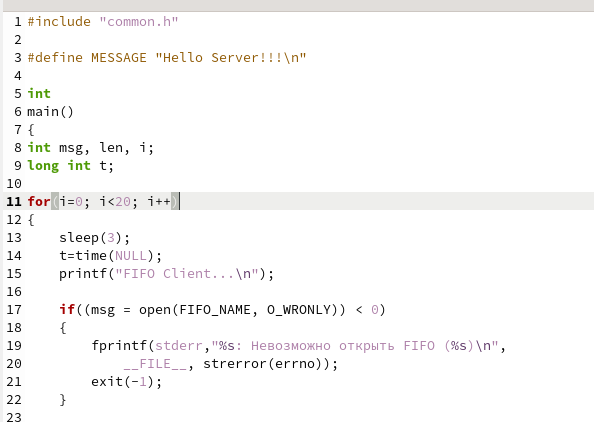 1 #include "common.h"
2
3 #define MESSAGE "Hello Server!!!\n"
4
5 int
6 main()
7 {
8 int msg, len, i;
9 long int t;
10
11 for(i=0; i<20; i++)
12 {
13     sleep(3);
14     t=time(NULL);
15     printf("FIFO Client...\n");
16
17     if((msg = open(FIFO_NAME, O_WRONLY)) < 0)
18     {
19         fprintf(stderr,"%s: Невозможно открыть FIFO (%s)\n",
20             __FILE__, strerror(errno));
21         exit(-1);
22     }
23